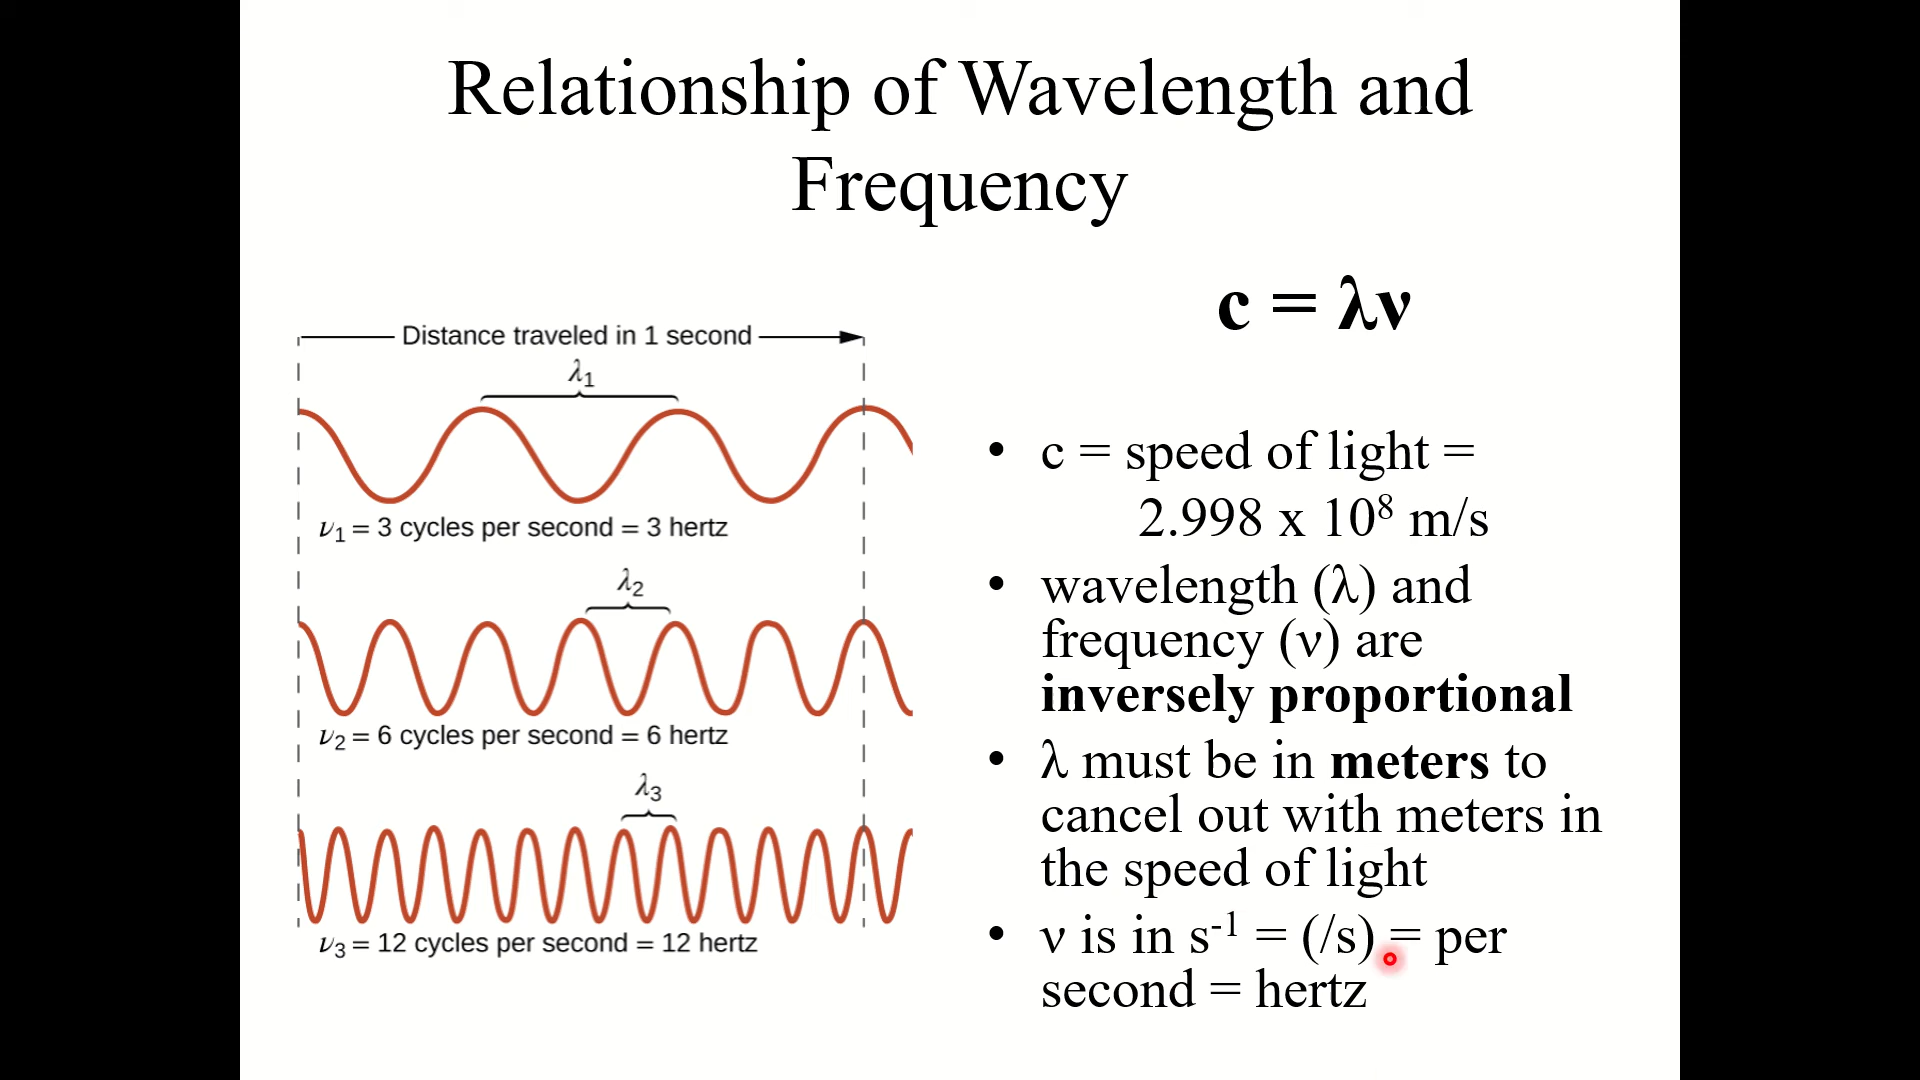 Relationship of Wavelength and
Frequency
c = λν
Distance traveled in 1 second
λ1
ν1 = 3 cycles per second = 3 hertz
λ2
ν2 = 6 cycles per second = 6 hertz
λ3
ν3 = 12 cycles per second = 12 hertz
• c = speed of light =
2.998 x 10⁸ m/s
• wavelength (λ) and
frequency (ν) are
inversely proportional
• λ must be in meters to
cancel out with meters in
the speed of light
• ν is in s⁻¹ = (/s) = per
second = hertz